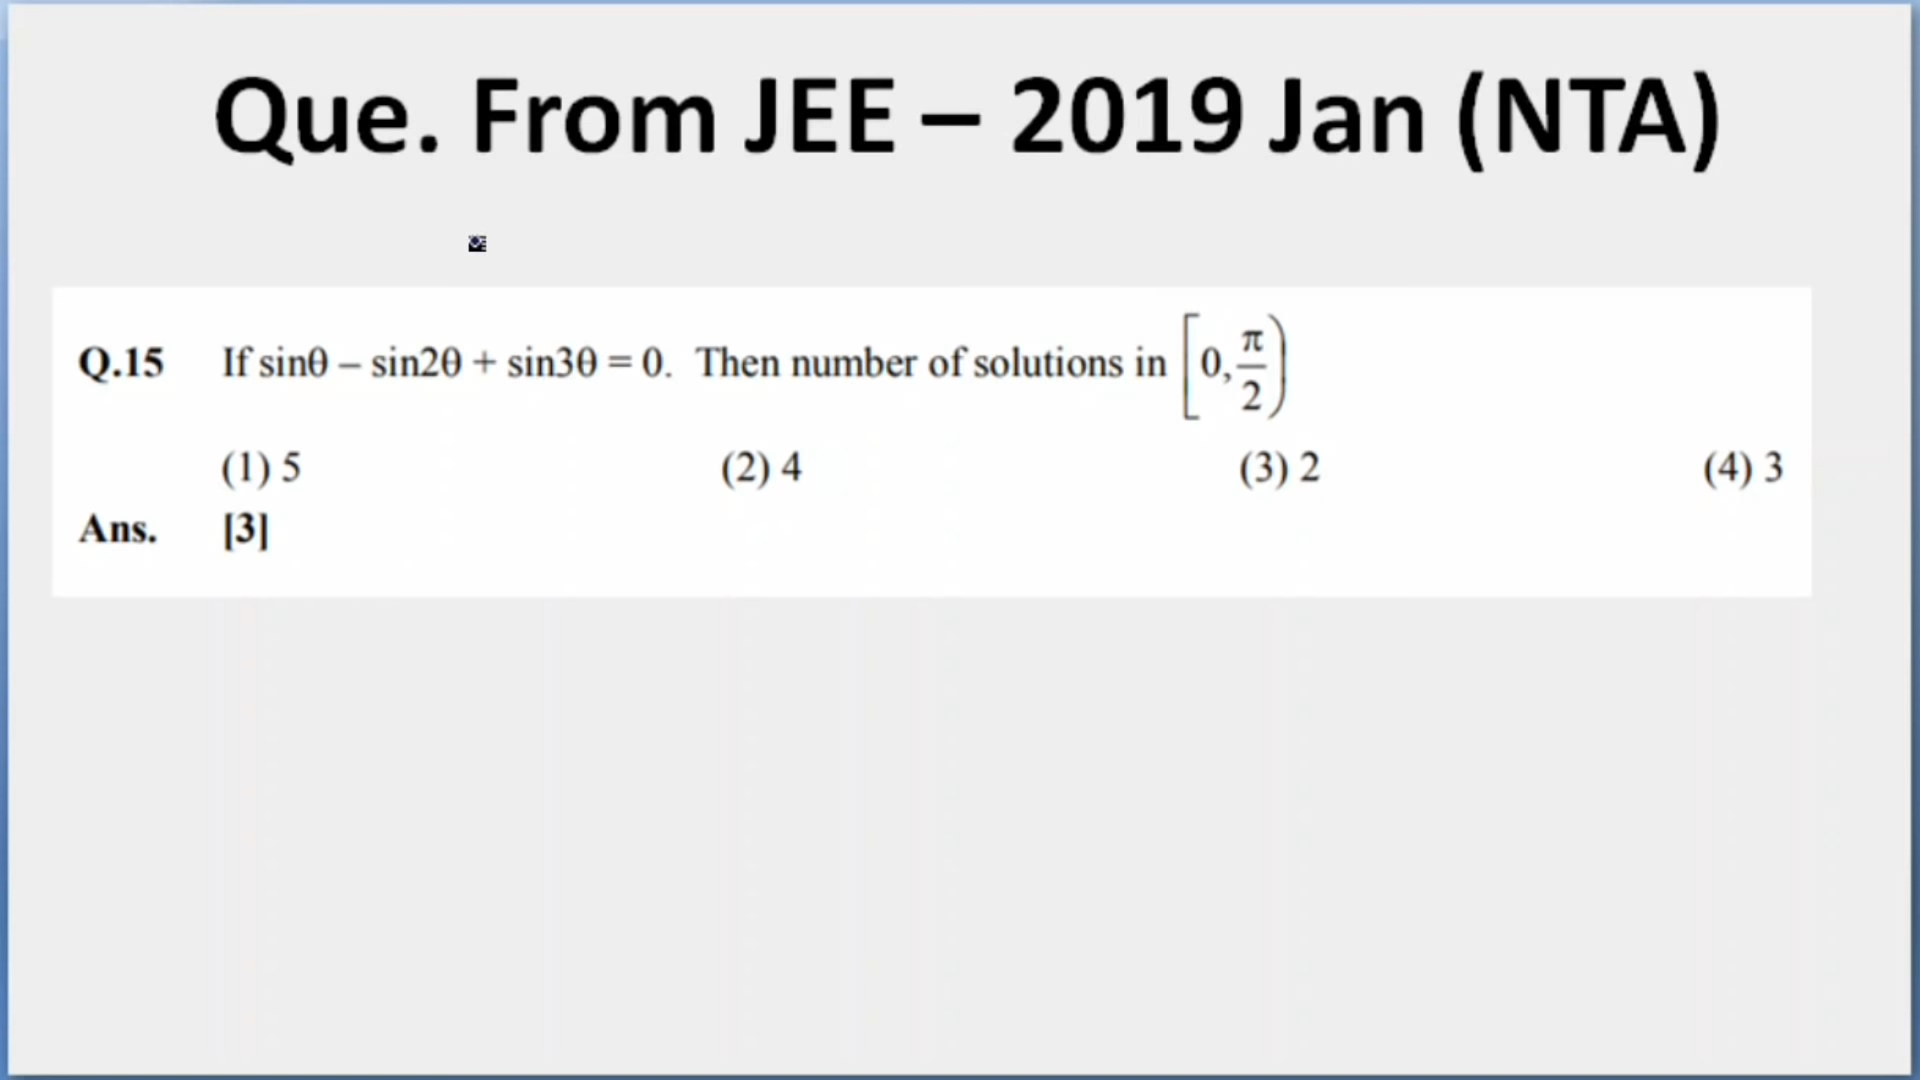 Que. From JEE – 2019 Jan (NTA)
Q.15 If sinθ – sin2θ + sin3θ = 0. Then number of solutions in [0, π/2)
(1) 5 (2) 4 (3) 2 (4) 3
Ans. [3]